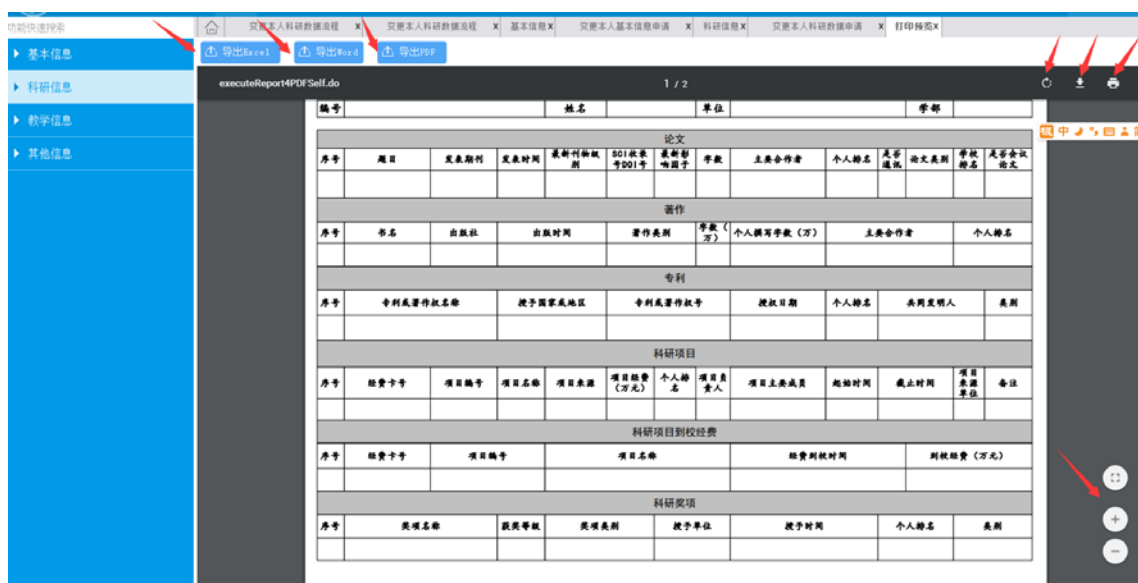 功能快速搜索
变更本人科研数据流程 x 变更本人科研数据流程 x 基本信息x 变更本人基本信息申请 x 科研信息x 变更本人科研数据申请 x 打印预览x
基本信息
科研信息
教学信息
其他信息
导出Excel 导出Word 导出PDF
executeReport4PDFSelf.do 1 / 2
编号 姓名 单位 学部
论文
序号 题目 发表期刊 发表时间 最新刊物级别 SCI收录号DOI号 最新影响因子 字数 主要合作者 个人排名 是否通讯 论文类别 学校排名 是否会议论文
著作
序号 书名 出版社 出版时间 著作类别 字数(万) 个人撰写字数(万) 主要合作者 个人排名
专利
序号 专利或著作权名称 授予国家或地区 专利或著作权号 授权日期 个人排名 共同发明人 类别
科研项目
序号 经费卡号 项目编号 项目名称 项目来源 项目经费(万元) 个人排名 项目负责人 项目主要成员 起始时间 截止时间 项目来源单位 备注
科研项目到校经费
序号 经费卡号 项目编号 项目名称 经费到校时间 到校经费(万元)
科研奖项
序号 奖项名称 获奖等级 奖项类别 授予单位 授予时间 个人排名 类别
中